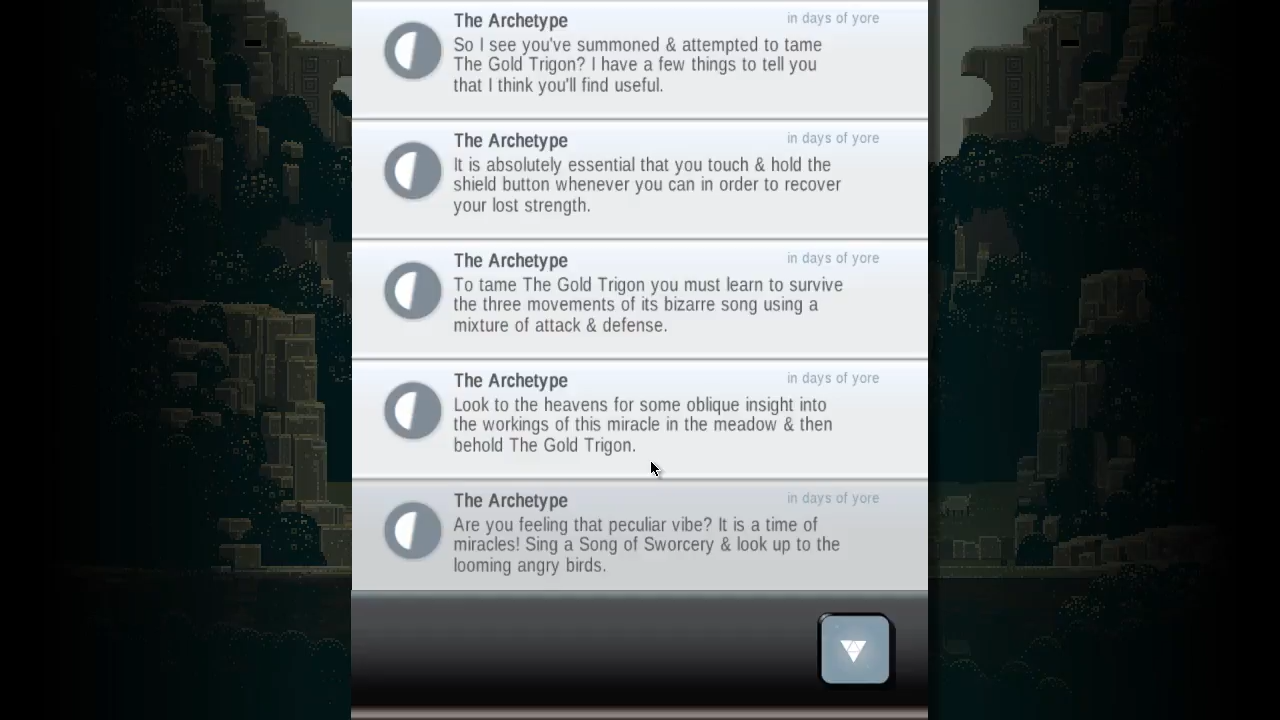 The Archetype
in days of yore
So I see you've summoned & attempted to tame
The Gold Trigon? I have a few things to tell you
that I think you'll find useful.
The Archetype
in days of yore
It is absolutely essential that you touch & hold the
shield button whenever you can in order to recover
your lost strength.
The Archetype
in days of yore
To tame The Gold Trigon you must learn to survive
the three movements of its bizarre song using a
mixture of attack & defense.
The Archetype
in days of yore
Look to the heavens for some oblique insight into
the workings of this miracle in the meadow & then
behold The Gold Trigon.
The Archetype
in days of yore
Are you feeling that peculiar vibe? It is a time of
miracles! Sing a Song of Sworcery & look up to the
looming angry birds.